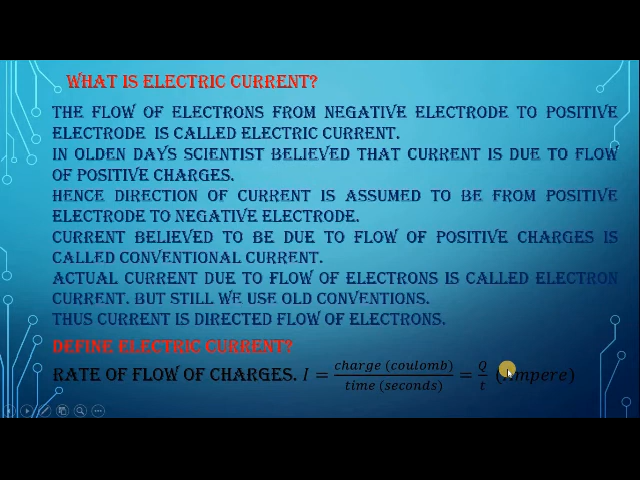 WHAT IS ELECTRIC CURRENT?
THE FLOW OF ELECTRONS FROM NEGATIVE ELECTRODE TO POSITIVE
ELECTRODE IS CALLED ELECTRIC CURRENT.
IN OLDEN DAYS SCIENTIST BELIEVED THAT CURRENT IS DUE TO FLOW
OF POSITIVE CHARGES.
HENCE DIRECTION OF CURRENT IS ASSUMED TO BE FROM POSITIVE
ELECTRODE TO NEGATIVE ELECTRODE.
CURRENT BELIEVED TO BE DUE TO FLOW OF POSITIVE CHARGES IS
CALLED CONVENTIONAL CURRENT.
ACTUAL CURRENT DUE TO FLOW OF ELECTRONS IS CALLED ELECTRON
CURRENT. BUT STILL WE USE OLD CONVENTIONS.
THUS CURRENT IS DIRECTED FLOW OF ELECTRONS.
DEFINE ELECTRIC CURRENT?
RATE OF FLOW OF CHARGES. I = charge (coulomb) / time (seconds) = Q / t (Ampere)